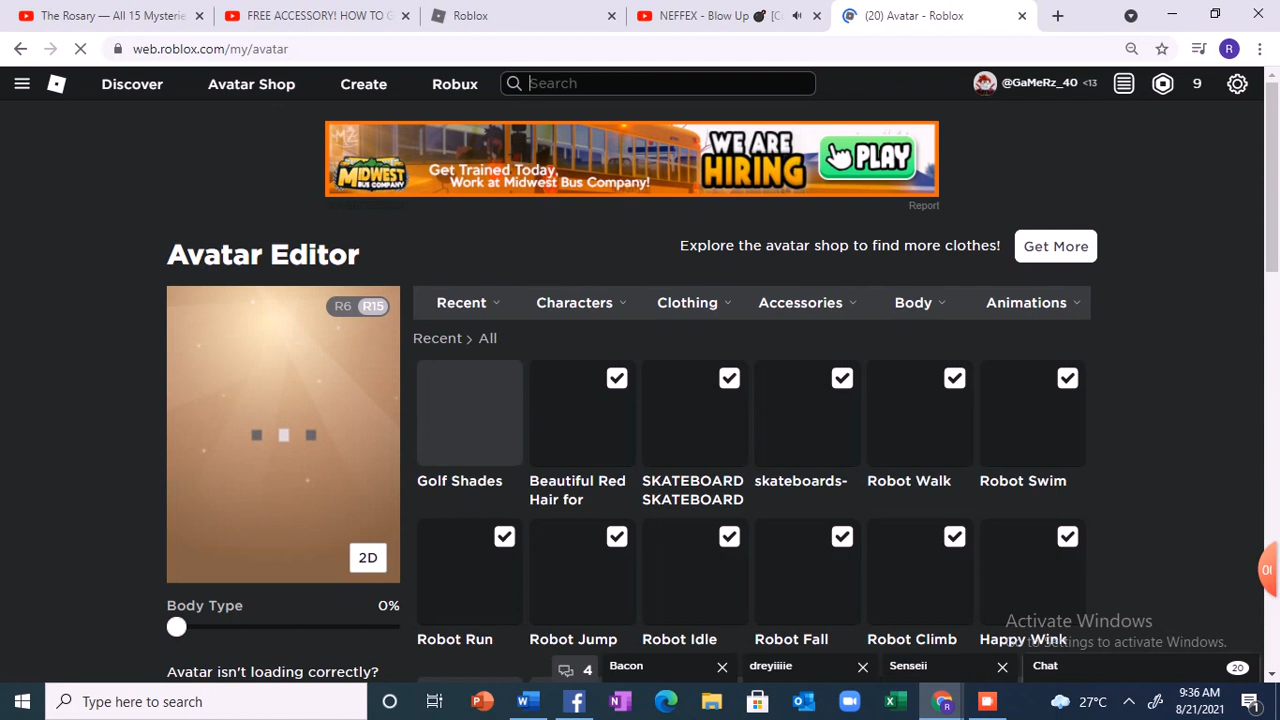 The Rosary — All 15 Mysterie
FREE ACCESSORY! HOW TO G
Roblox
NEFFEX - Blow Up 💣 [C
(20) Avatar - Roblox
web.roblox.com/my/avatar
R
Discover
Avatar Shop
Create
Robux
Search
@GaMeRz_40 <13
9
MIDWEST
BUS COMPANY
Get Trained Today,
Work at Midwest Bus Company!
WE ARE
HIRING
PLAY
Report
Avatar Editor
Explore the avatar shop to find more clothes!
Get More
R6 R15
Recent
Characters
Clothing
Accessories
Body
Animations
Recent > All
Golf Shades
Beautiful Red
Hair for
SKATEBOARD
SKATEBOARD
skateboards-
Robot Walk
Robot Swim
2D
Body Type
0%
Robot Run
Robot Jump
Robot Idle
Robot Fall
Robot Climb
Happy Wink
Activate Windows
Go to Settings to activate Windows.
Avatar isn't loading correctly?
4
Bacon
dreyiiiie
Senseii
Chat
20
00
Type here to search
27°C
9:36 AM
8/21/2021
1